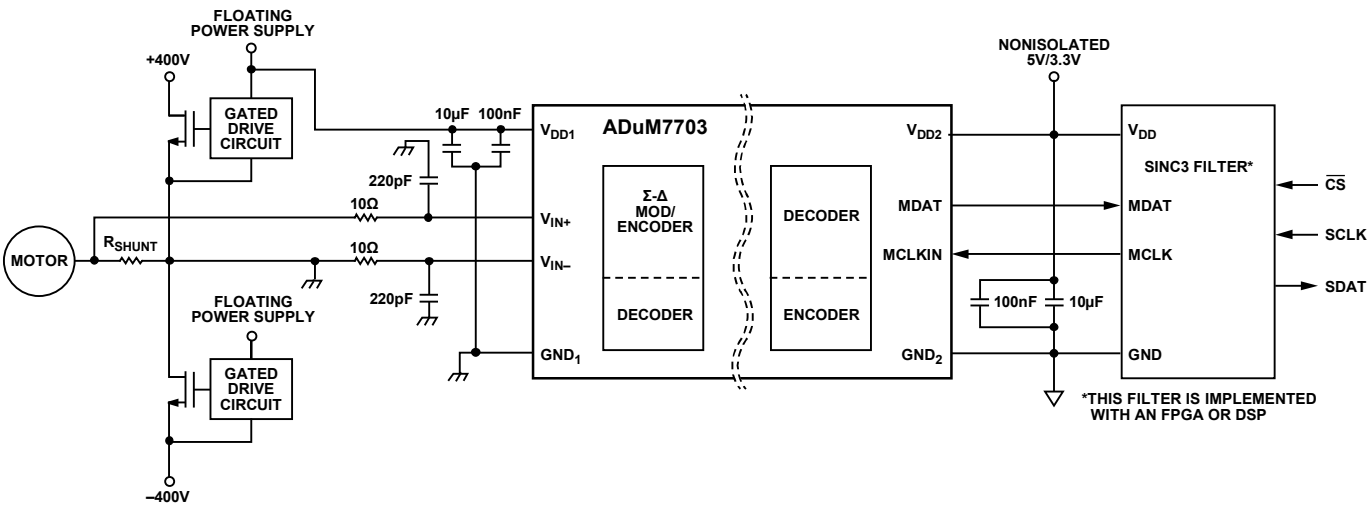 FLOATING
POWER SUPPLY
+400V
GATED
DRIVE
CIRCUIT
10µF
100nF
220pF
10Ω
MOTOR
RSHUNT
10Ω
220pF
FLOATING
POWER SUPPLY
GATED
DRIVE
CIRCUIT
–400V
VDD1
ADuM7703
VIN+
VIN–
GND1
Σ-Δ
MOD/
ENCODER
DECODER
DECODER
ENCODER
VDD2
MDAT
MCLKIN
GND2
NONISOLATED
5V/3.3V
100nF
10µF
VDD
SINC3 FILTER*
MDAT
MCLK
GND
CS
SCLK
SDAT
*THIS FILTER IS IMPLEMENTED
WITH AN FPGA OR DSP